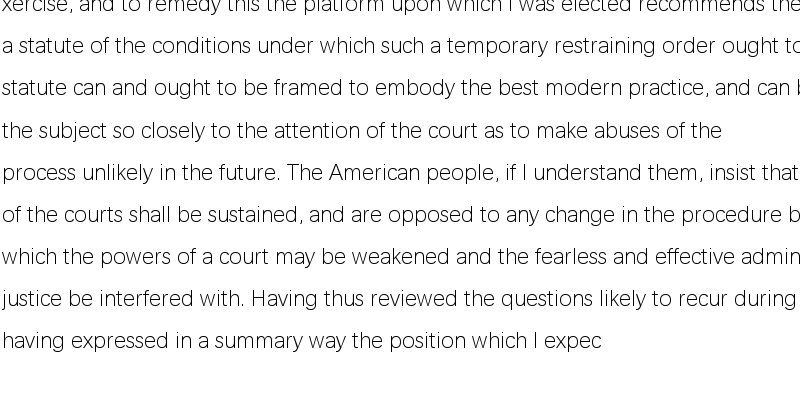 xercise, and to remedy this the platform upon which I was elected recommends the
a statute of the conditions under which such a temporary restraining order ought to
statute can and ought to be framed to embody the best modern practice, and can
the subject so closely to the attention of the court as to make abuses of the
process unlikely in the future. The American people, if I understand them, insist that
of the courts shall be sustained, and are opposed to any change in the procedure b
which the powers of a court may be weakened and the fearless and effective admin
justice be interfered with. Having thus reviewed the questions likely to recur during
having expressed in a summary way the position which I expec